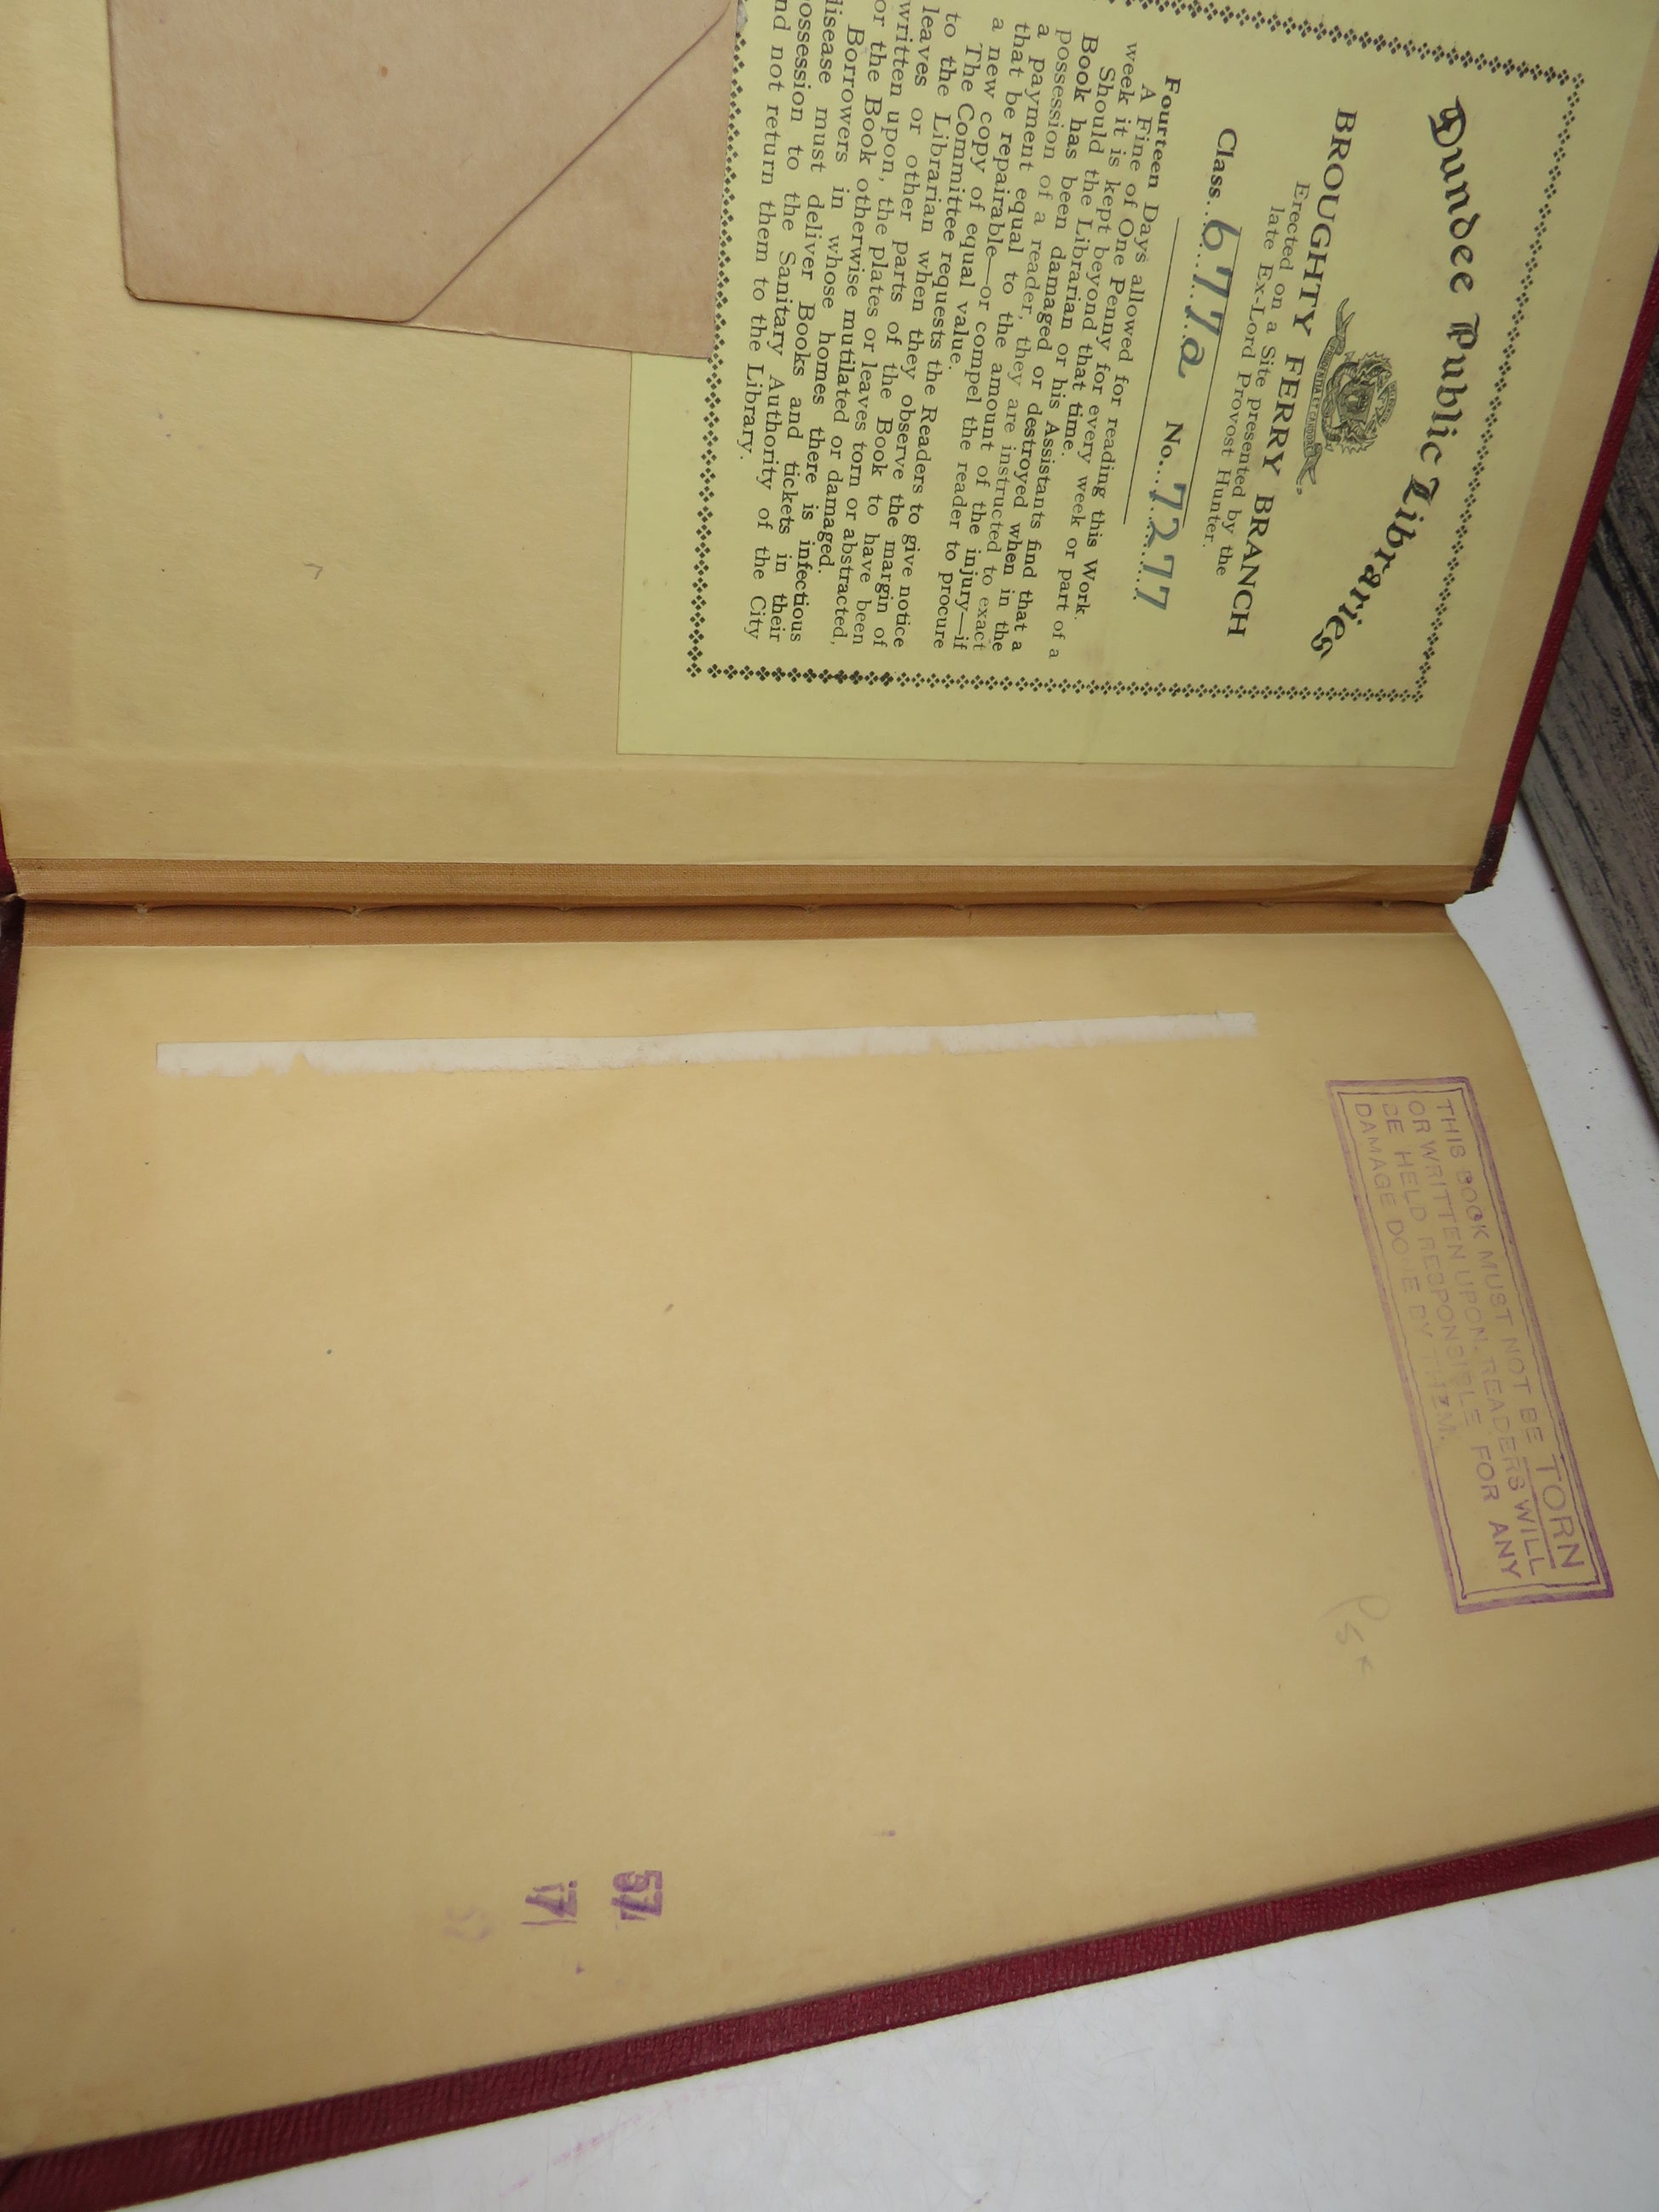 Dundee Public Libraries
BROUGHTY FERRY BRANCH
Erected on a Site presented by the
late Ex-Lord Provost Hunter.
Class 677.2 No. 7277
Fourteen Days allowed for reading this Work.
A Fine of One Penny for every week or part of a
week it is kept beyond that time.
Should the Librarian or his Assistants find that a
Book has been damaged or destroyed when in the
possession of a reader, they are instructed to exact
a payment equal to the amount of the injury—if
that be repairable—or compel the reader to procure
a new copy of equal value.
The Committee requests the Readers to give notice
to the Librarian when they observe the margin of
leaves or other parts of the Book to have been
written upon, the plates or leaves torn or abstracted,
or the Book otherwise mutilated or damaged.
Borrowers in whose homes there is infectious
disease must deliver Books and tickets in their
possession to the Sanitary Authority of the City
and not return them to the Library.
THIS BOOK MUST NOT BE TORN
OR WRITTEN UPON. READERS WILL
BE HELD RESPONSIBLE FOR ANY
DAMAGE DONE BY THEM.